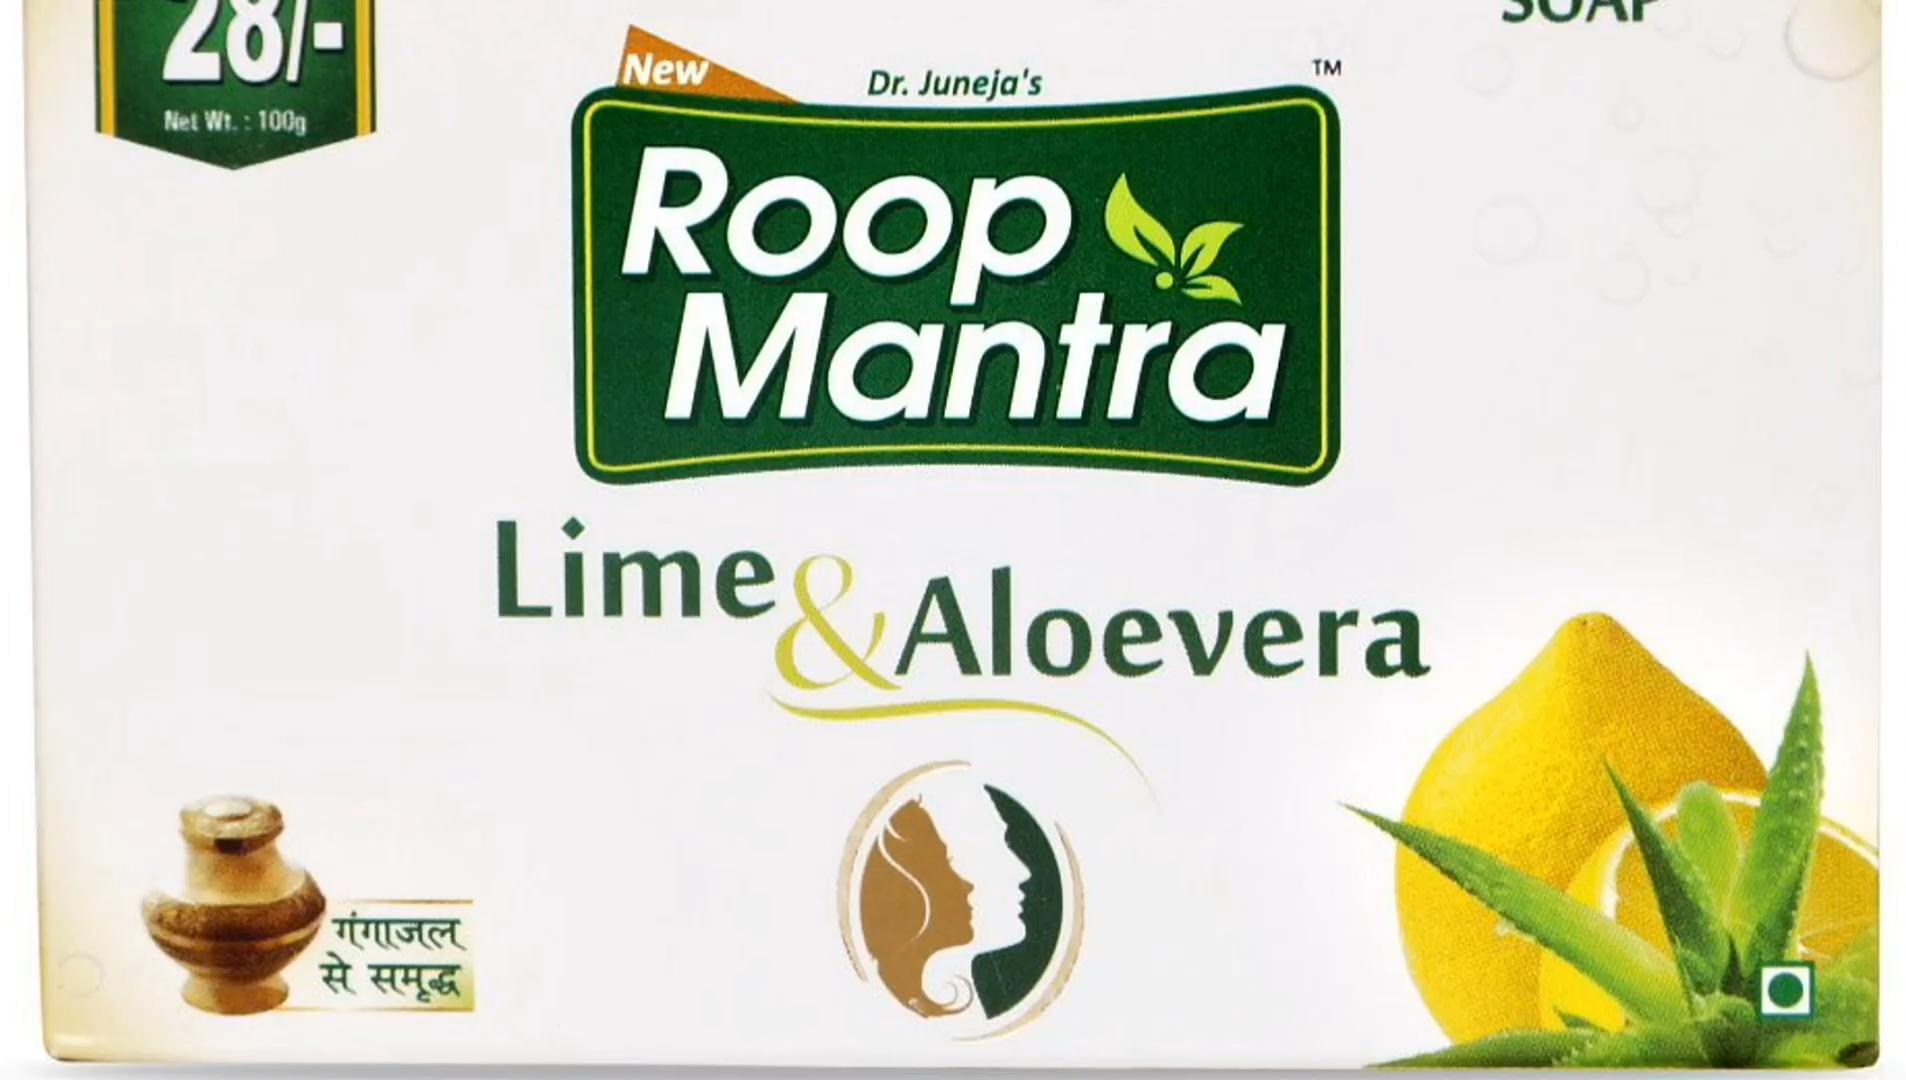 SOAP
28/-
Net Wt. : 100g
New
Dr. Juneja's
TM
Roop
Mantra
Lime & Aloevera
गंगाजल
से समृद्ध